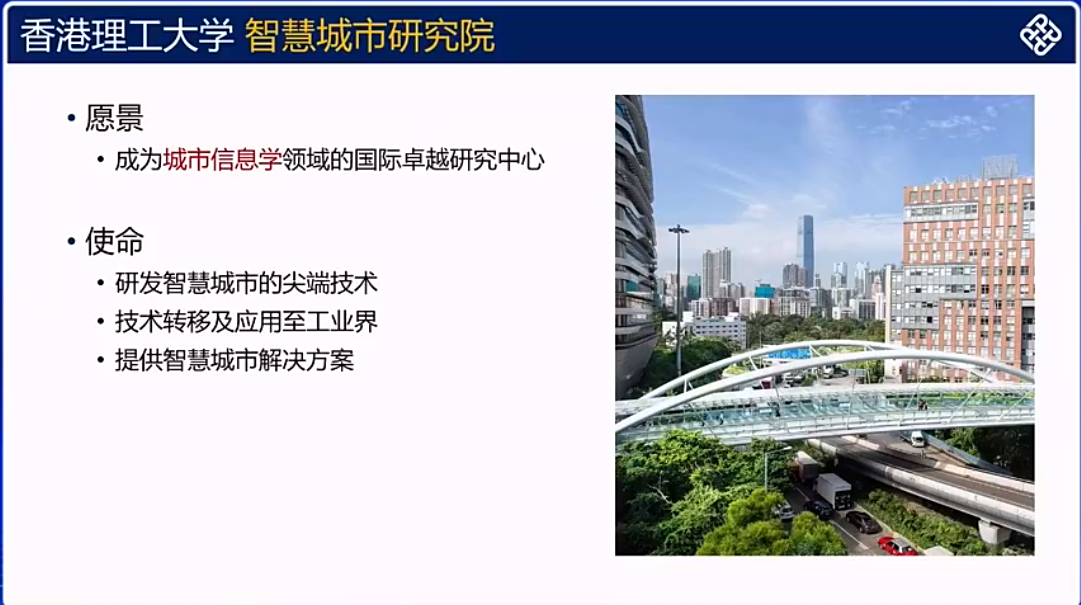 香港理工大学 智慧城市研究院
• 愿景
• 成为城市信息学领域的国际卓越研究中心
• 使命
• 研发智慧城市的尖端技术
• 技术转移及应用至工业界
• 提供智慧城市解决方案